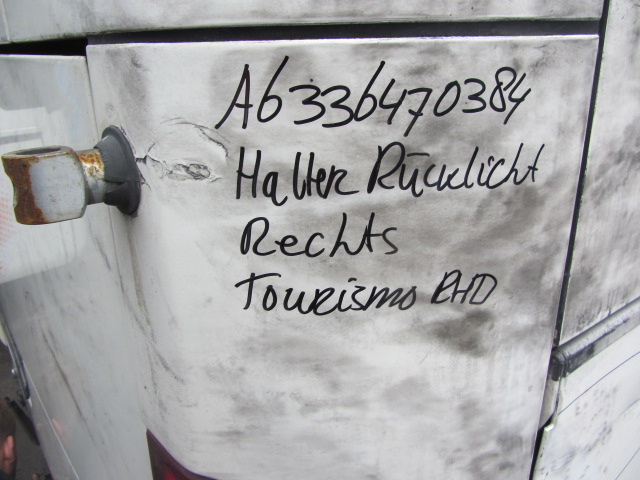 A6336470384
Halter Rücklicht
Rechts
Tourismo RHD